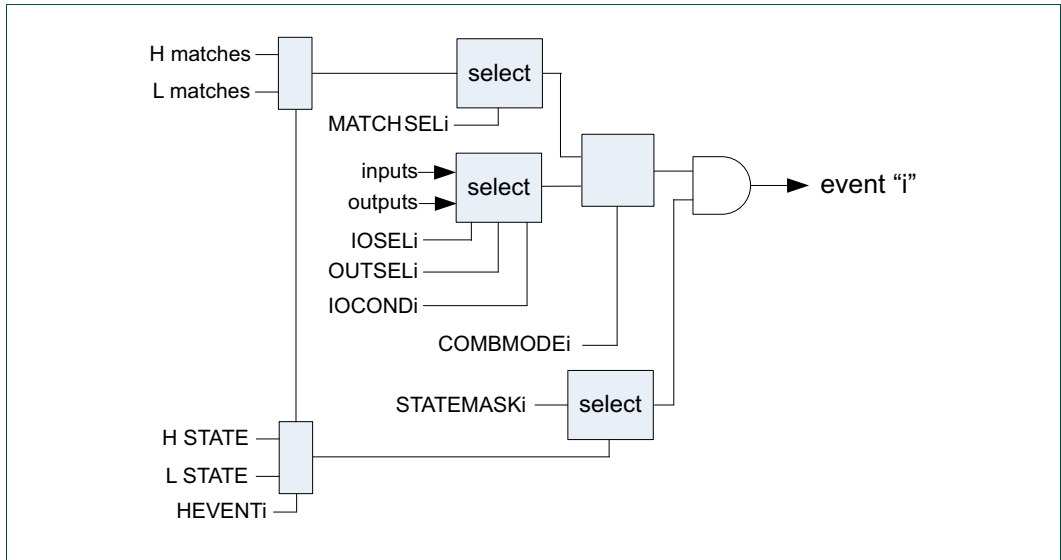 H matches
L matches
select
MATCHSELi
inputs
outputs
select
IOSELi
OUTSELi
IOCONDi
event “i”
COMBMODEi
STATEMASKi
select
H STATE
L STATE
HEVENTi